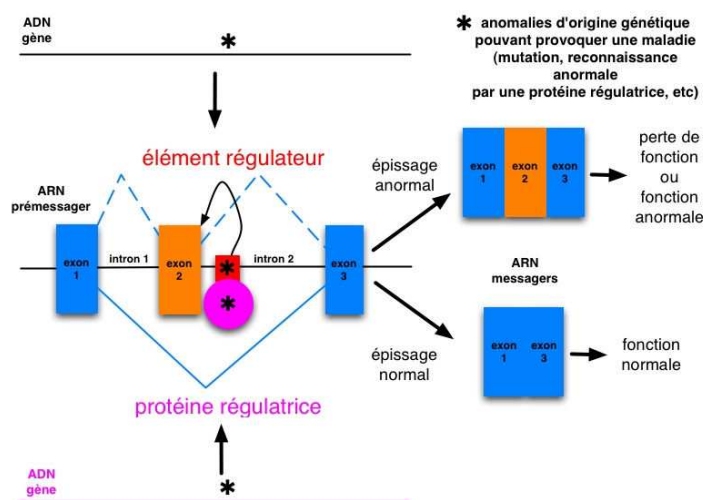 ADN
gène
*
* anomalies d'origine génétique
pouvant provoquer une maladie
(mutation, reconnaissance
anormale
par une protéine régulatrice, etc)
élément régulateur
ARN
prémessager
exon
1
intron 1
exon
2
*
*
intron 2
exon
3
épissage
anormal
exon
1
exon
2
exon
3
perte de
fonction
ou
fonction
anormale
ARN
messagers
épissage
normal
exon
1
exon
3
fonction
normale
protéine régulatrice
ADN
gène
*